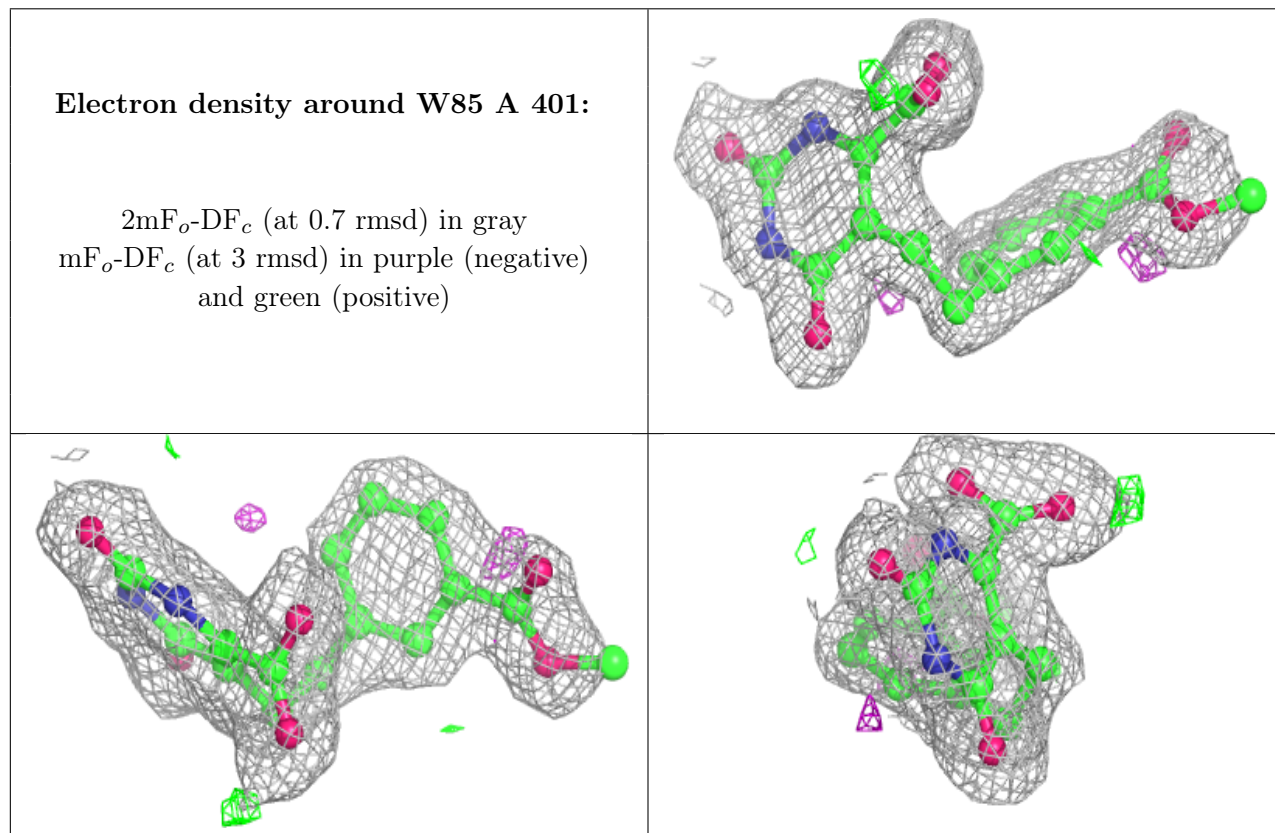 Electron density around W85 A 401:
2mFo-DFc (at 0.7 rmsd) in gray
mFo-DFc (at 3 rmsd) in purple (negative)
and green (positive)